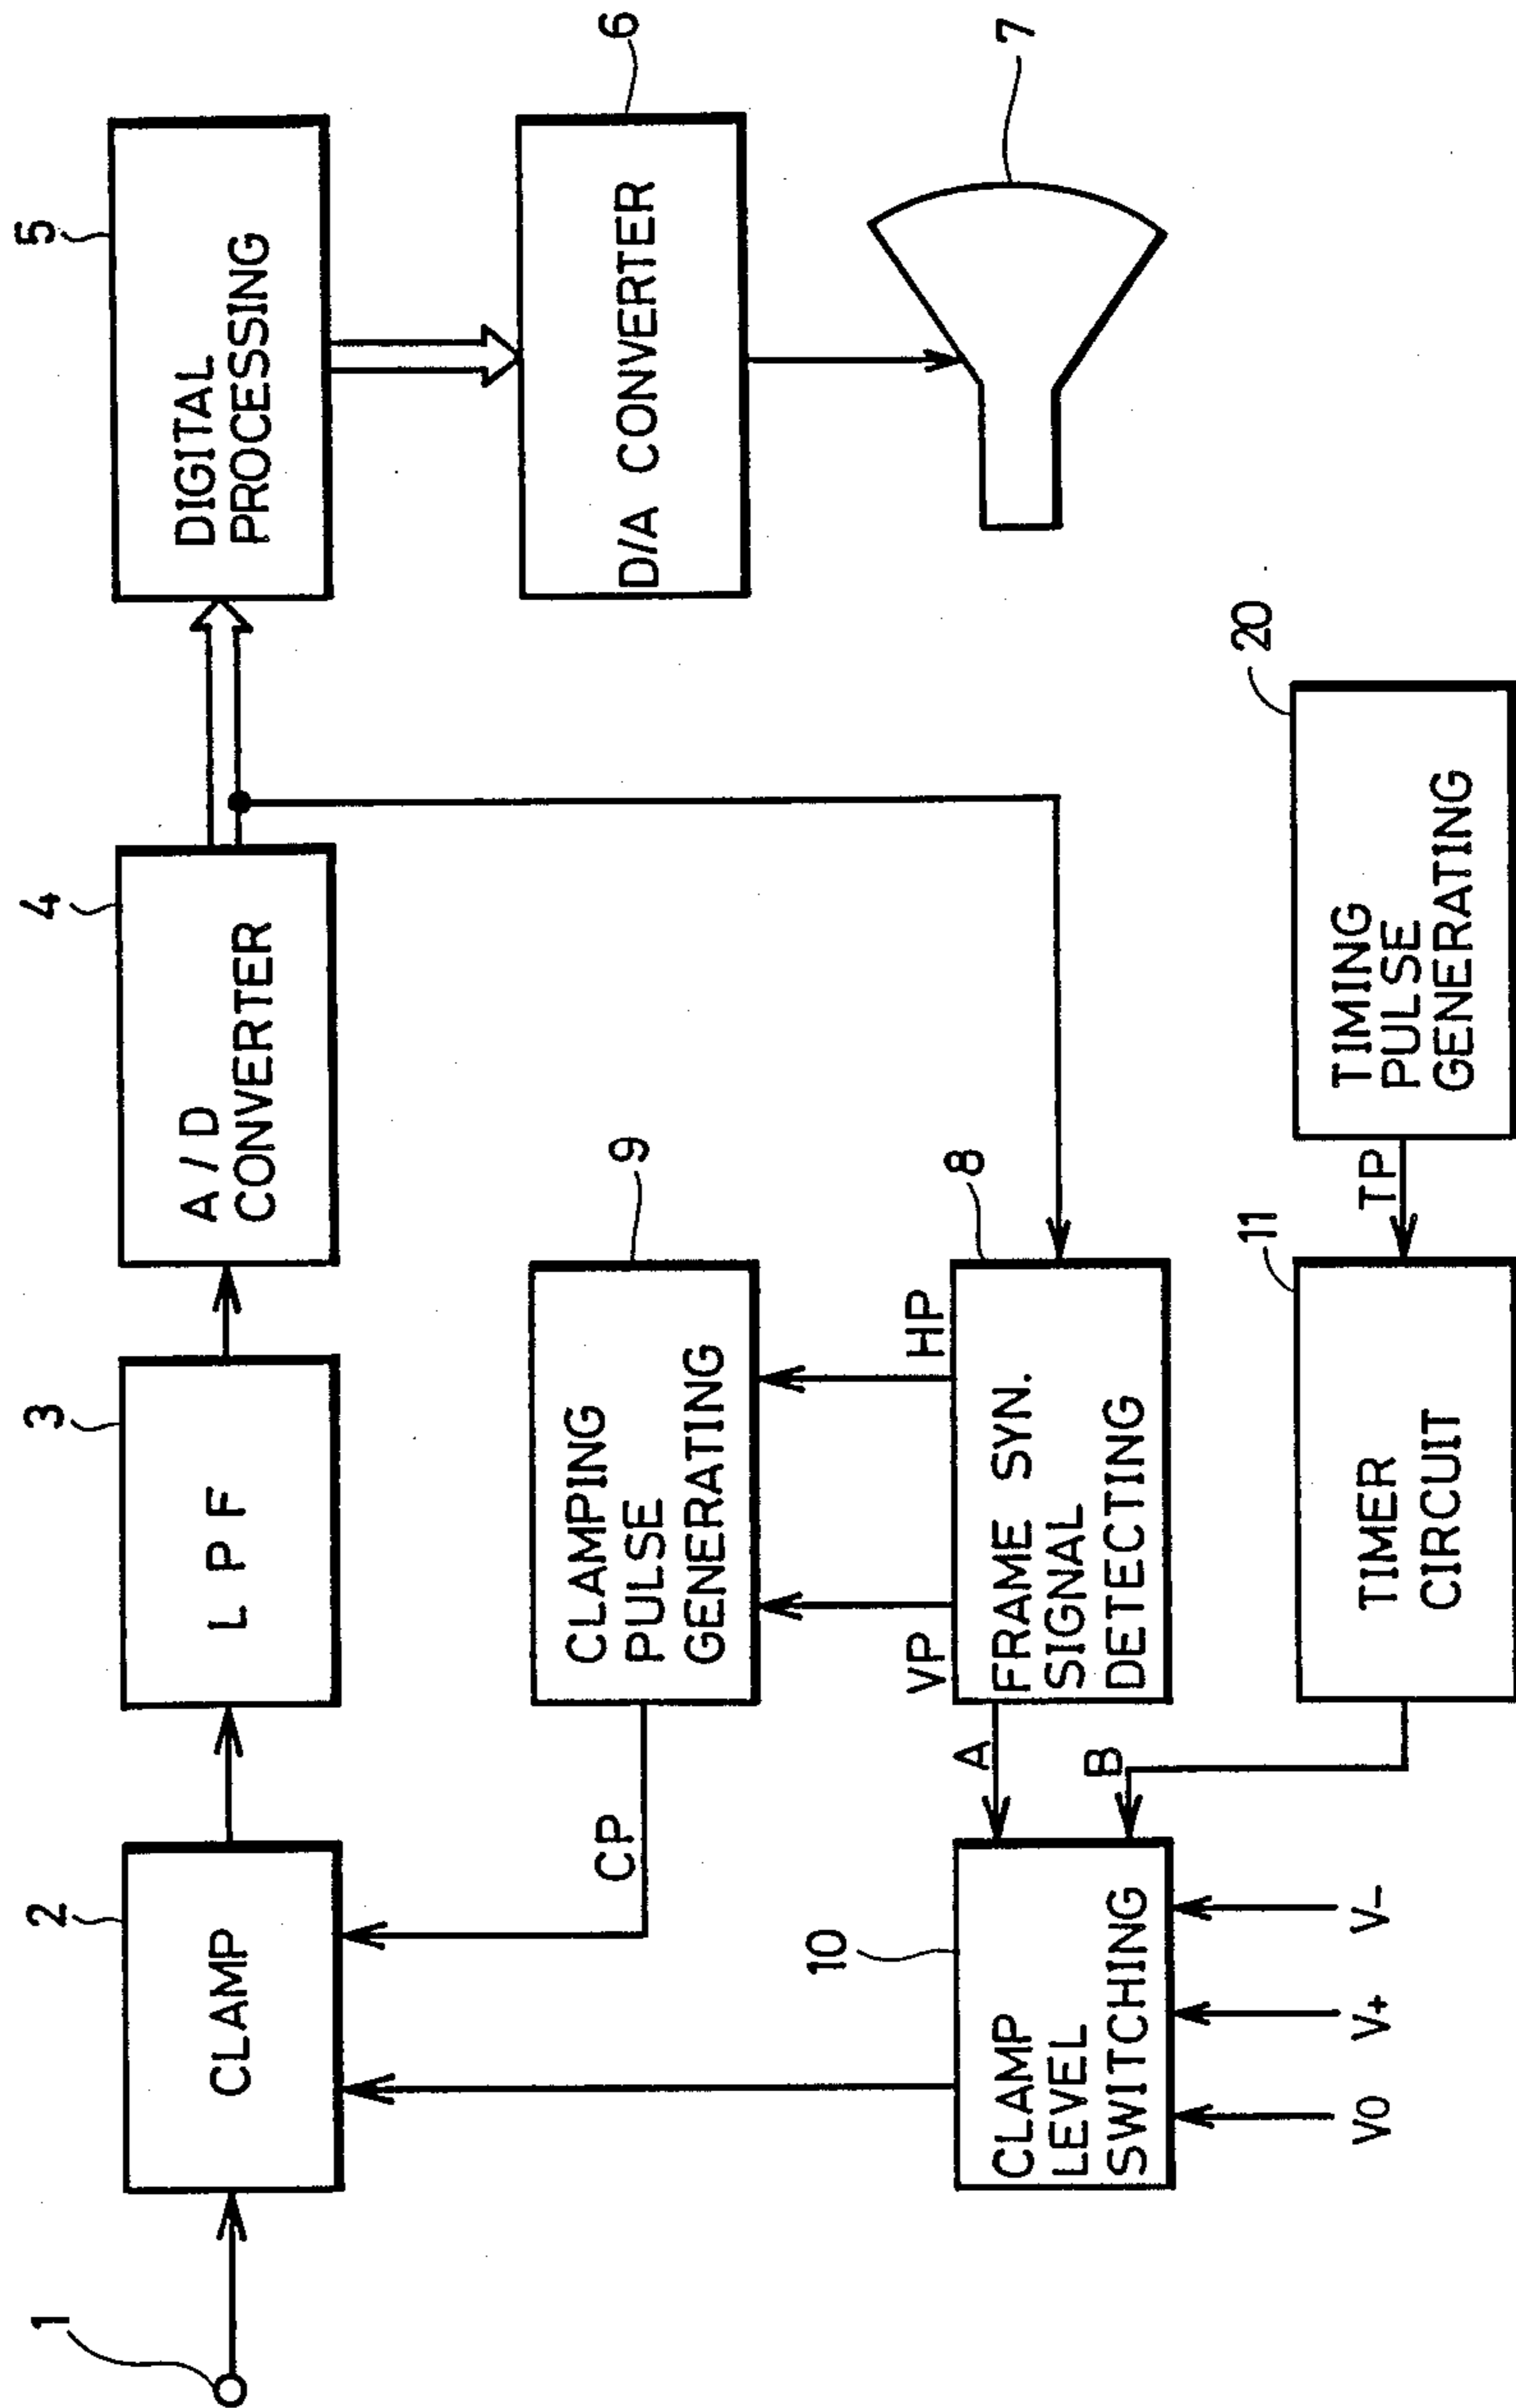 1
2
CLAMP
3
L P F
4
A / D
CONVERTER
5
DIGITAL
PROCESSING
6
D/A CONVERTER
7
CP
9
CLAMPING
PULSE
GENERATING
VP
HP
8
FRAME SYN.
SIGNAL
DETECTING
A
B
10
CLAMP
LEVEL
SWITCHING
V0
V+
V-
11
TIMER
CIRCUIT
TP
20
TIMING
PULSE
GENERATING